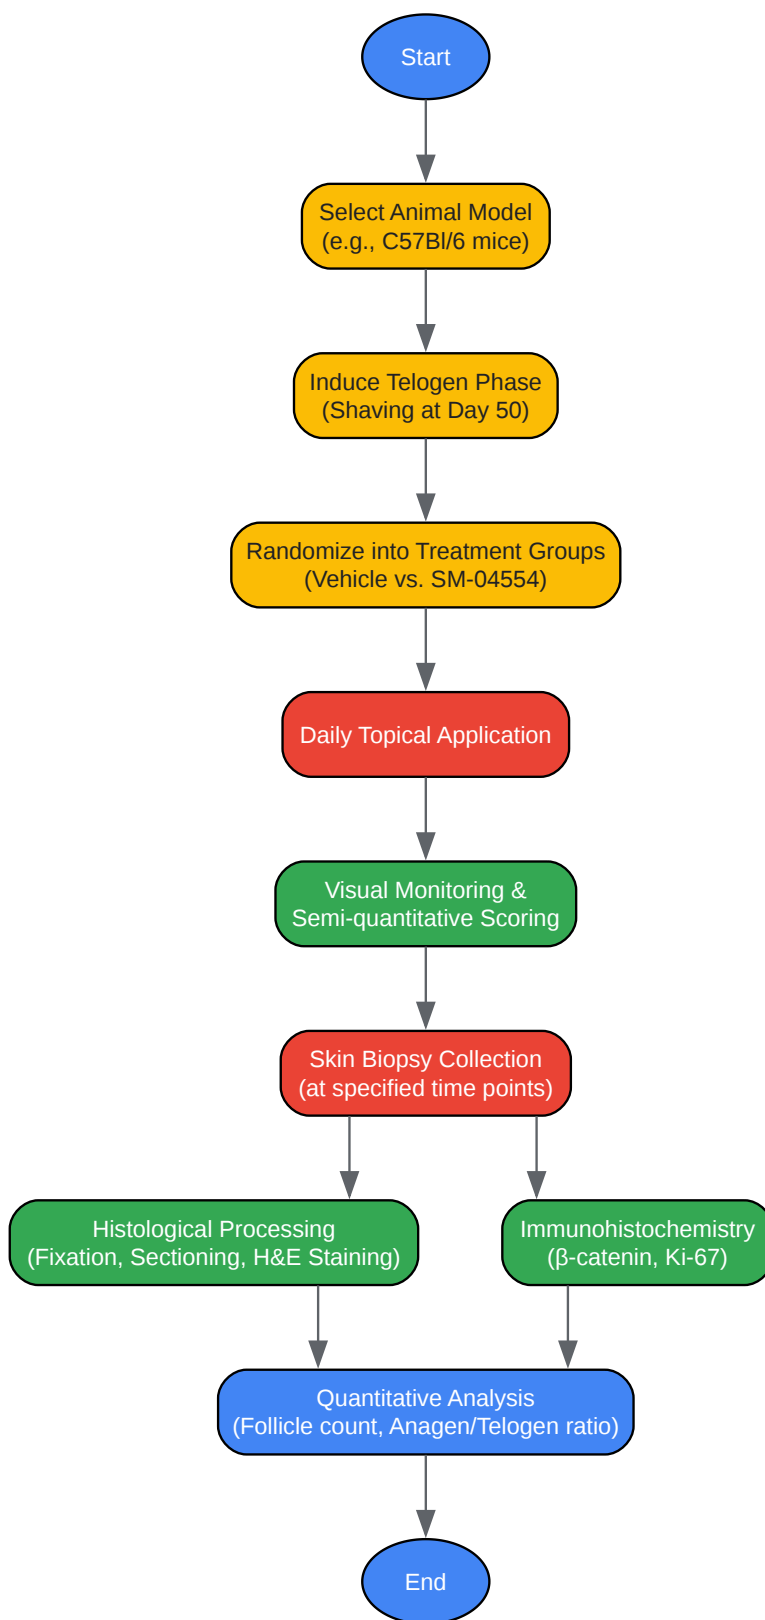 Start
Select Animal Model
(e.g., C57Bl/6 mice)
Induce Telogen Phase
(Shaving at Day 50)
Randomize into Treatment Groups
(Vehicle vs. SM-04554)
Daily Topical Application
Visual Monitoring &
Semi-quantitative Scoring
Skin Biopsy Collection
(at specified time points)
Histological Processing
(Fixation, Sectioning, H&E Staining)
Immunohistochemistry
(β-catenin, Ki-67)
Quantitative Analysis
(Follicle count, Anagen/Telogen ratio)
End